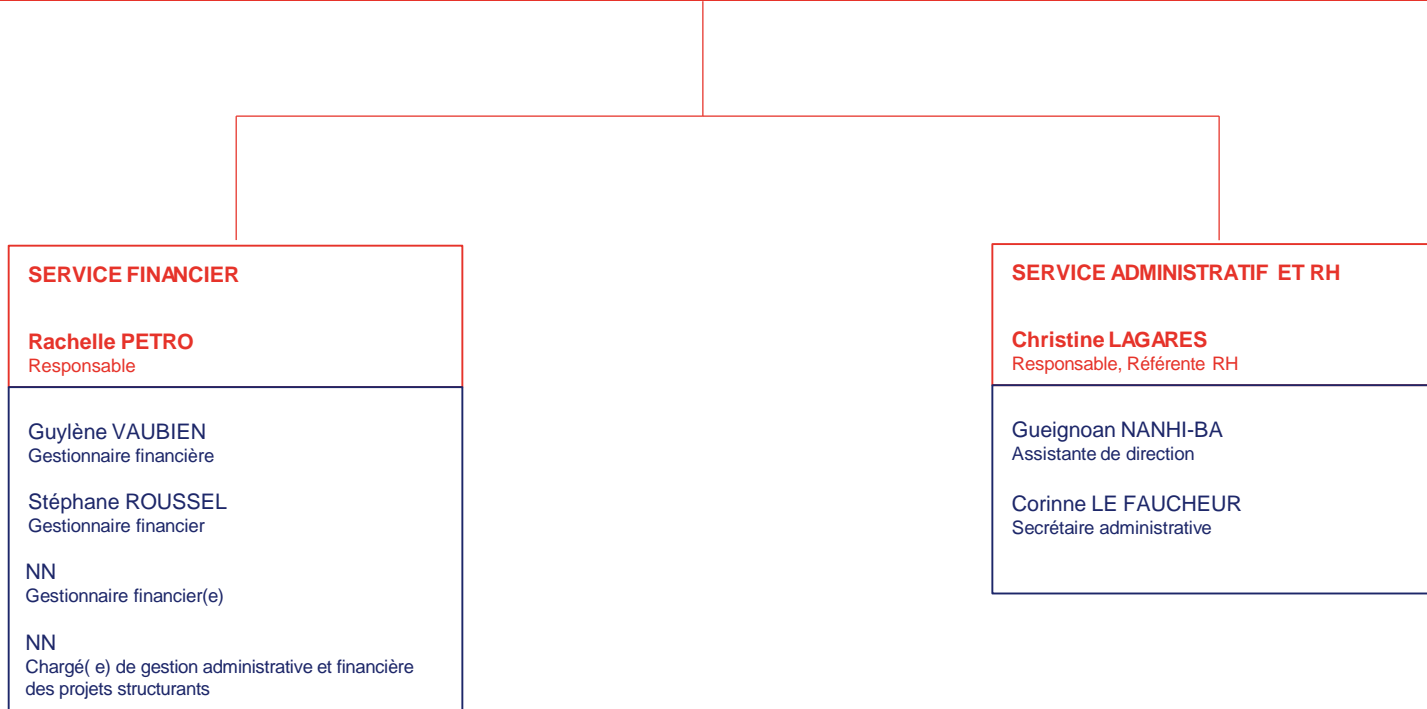 SERVICE FINANCIER
Rachelle PETRO
Responsable
Guylène VAUBIEN
Gestionnaire financière
Stéphane ROUSSEL
Gestionnaire financier
NN
Gestionnaire financier(e)
NN
Chargé( e) de gestion administrative et financière
des projets structurants
SERVICE ADMINISTRATIF ET RH
Christine LAGARES
Responsable, Référente RH
Gueignoan NANHI-BA
Assistante de direction
Corinne LE FAUCHEUR
Secrétaire administrative